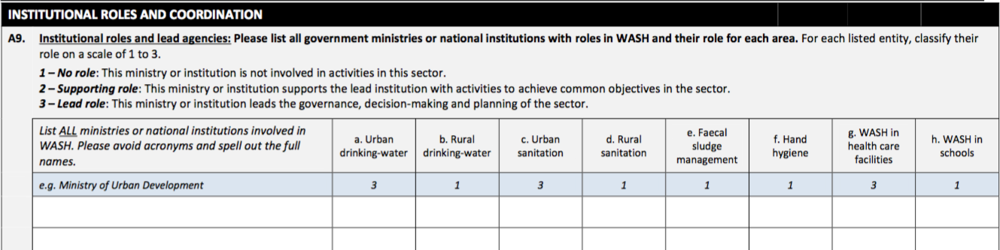 INSTITUTIONAL ROLES AND COORDINATION
A9. Institutional roles and lead agencies: Please list all government ministries or national institutions with roles in WASH and their role for each area. For each listed entity, classify their
role on a scale of 1 to 3.
1 – No role: This ministry or institution is not involved in activities in this sector.
2 – Supporting role: This ministry or institution supports the lead institution with activities to achieve common objectives in the sector.
3 – Lead role: This ministry or institution leads the governance, decision-making and planning of the sector.
List ALL ministries or national institutions involved in
WASH. Please avoid acronyms and spell out the full
names.
a. Urban
drinking-water
b. Rural
drinking-water
c. Urban
sanitation
d. Rural
sanitation
e. Faecal
sludge
management
f. Hand
hygiene
g. WASH in
health care
facilities
h. WASH in
schools
e.g. Ministry of Urban Development 3 1 3 1 1 1 3 1